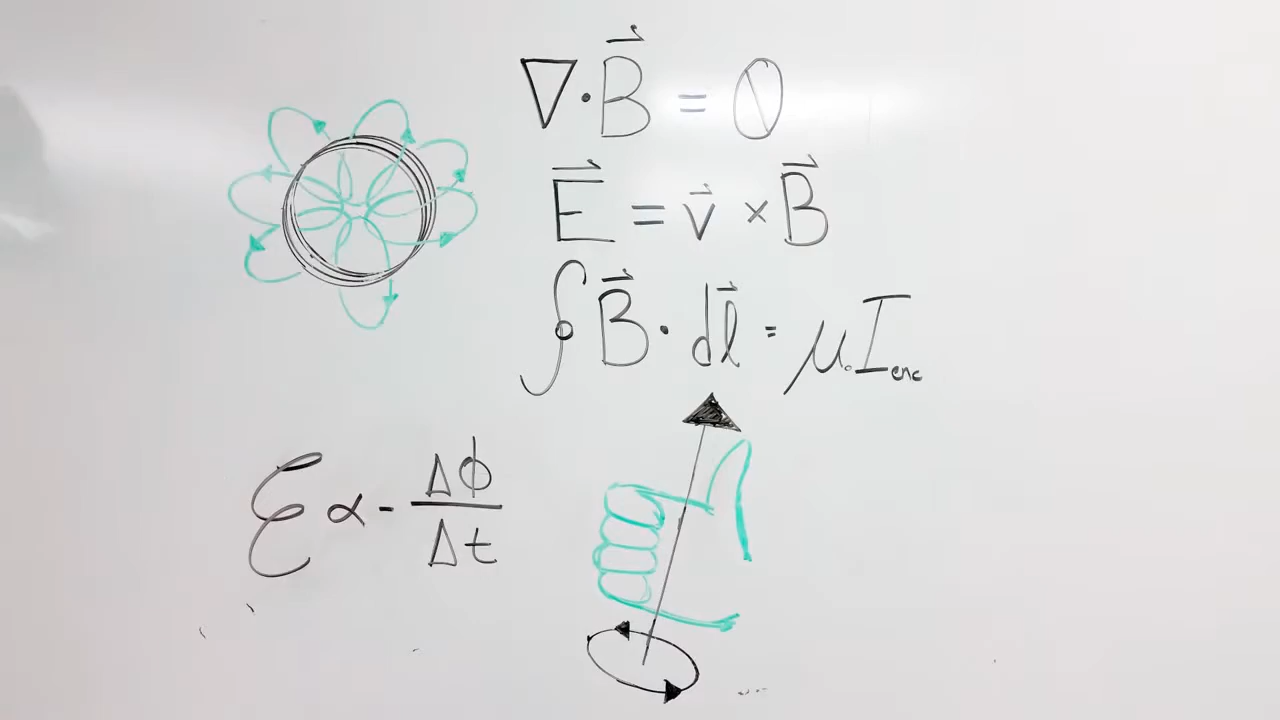 ∇·B⃗ = 0
E⃗ = v⃗ × B⃗
∮ B⃗ · dl⃗ = μ₀I_enc
ℰ α - Δϕ/Δt